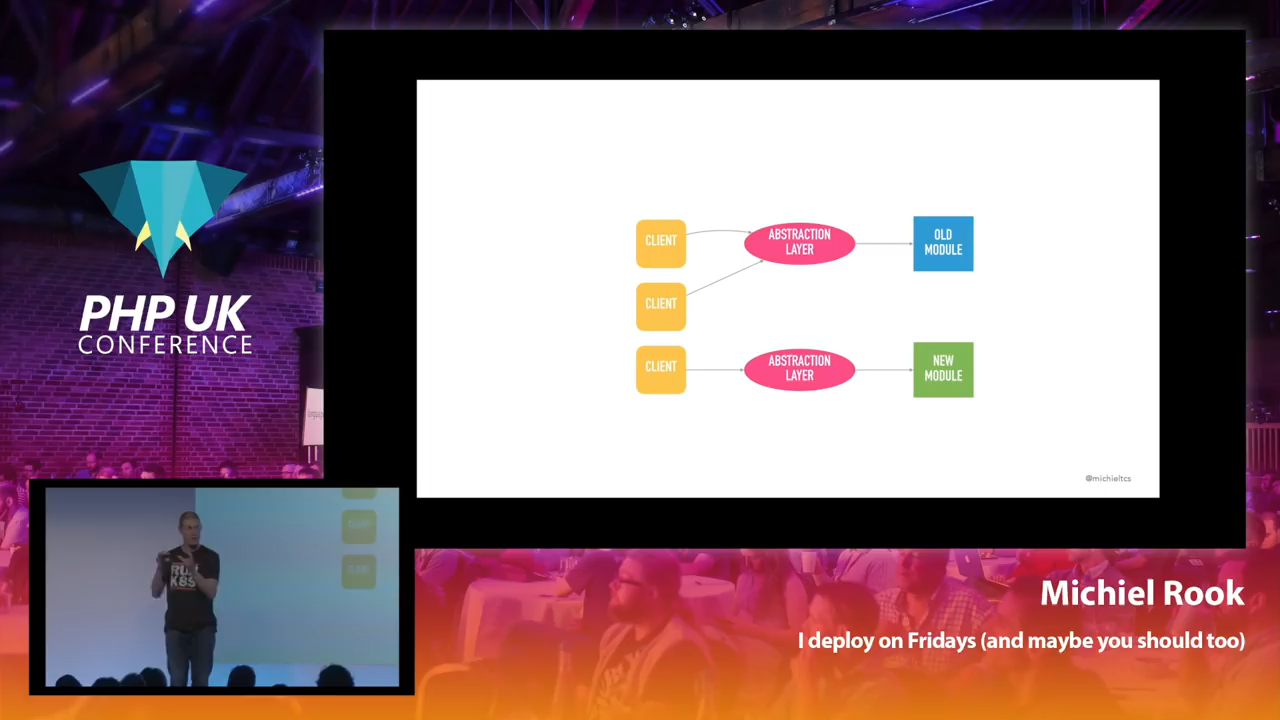 PHP UK
CONFERENCE
CLIENT
ABSTRACTION
LAYER
OLD
MODULE
CLIENT
CLIENT
ABSTRACTION
LAYER
NEW
MODULE
@michieltcs
K8S
Michiel Rook
I deploy on Fridays (and maybe you should too)